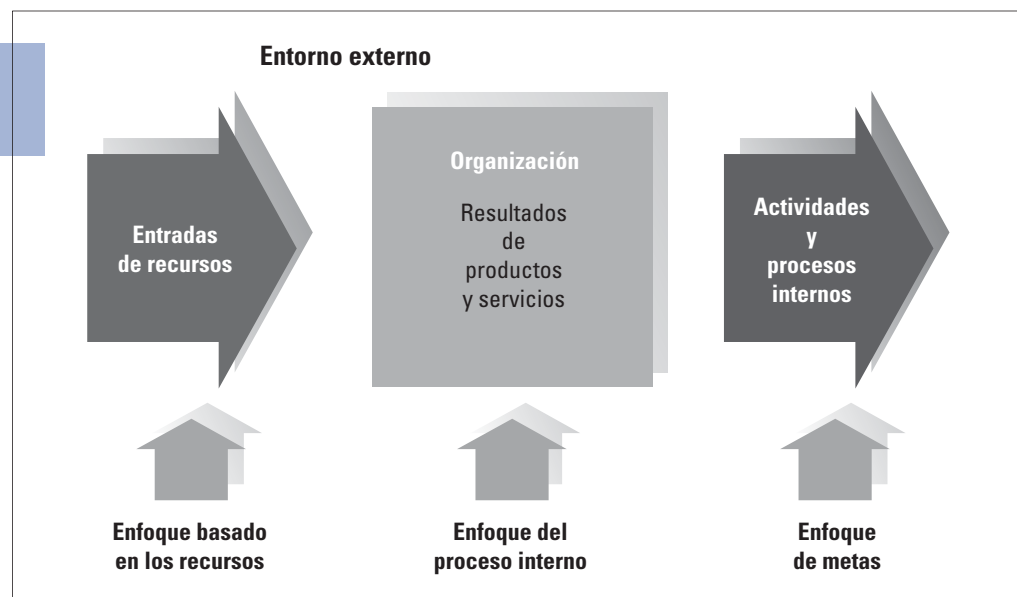 Entorno externo
Entradas
de recursos
Organización
Resultados
de
productos
y servicios
Actividades
y
procesos
internos
Enfoque basado
en los recursos
Enfoque del
proceso interno
Enfoque
de metas